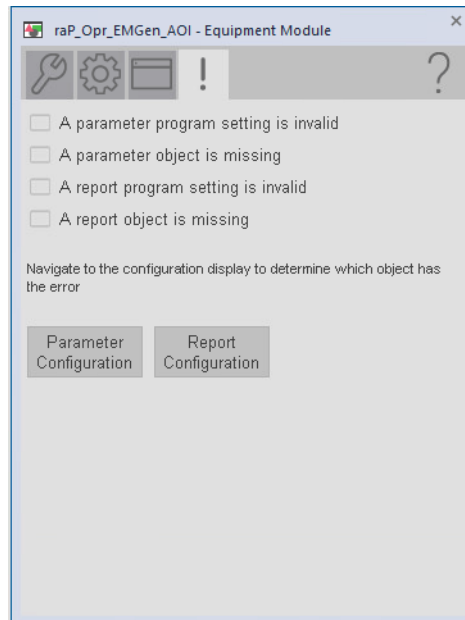 raP_Opr_EMGen_AOI - Equipment Module
!
?
A parameter program setting is invalid
A parameter object is missing
A report program setting is invalid
A report object is missing
Navigate to the configuration display to determine which object has
the error
Parameter
Configuration
Report
Configuration